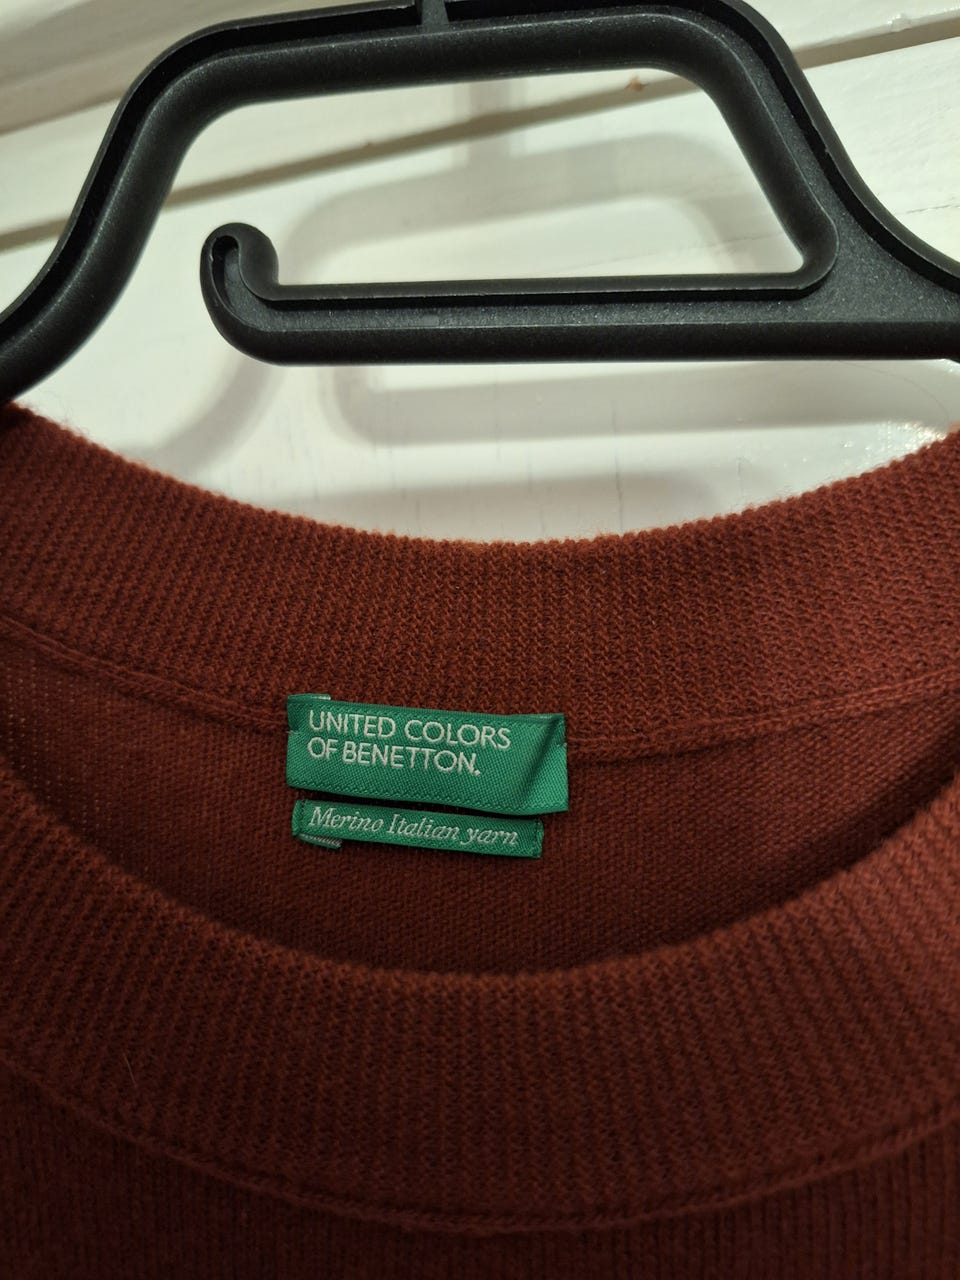 UNITED COLORS
OF BENETTON.
Merino Italian yarn